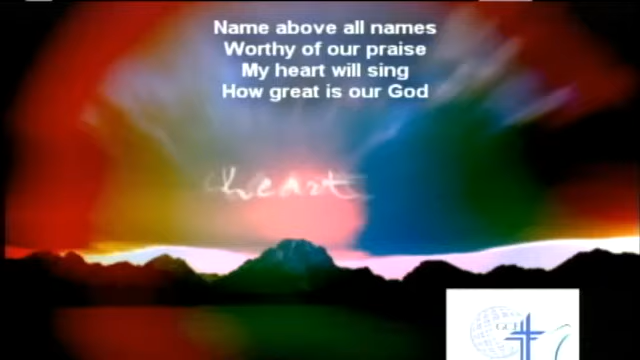 Name above all names
Worthy of our praise
My heart will sing
How great is our God
heart